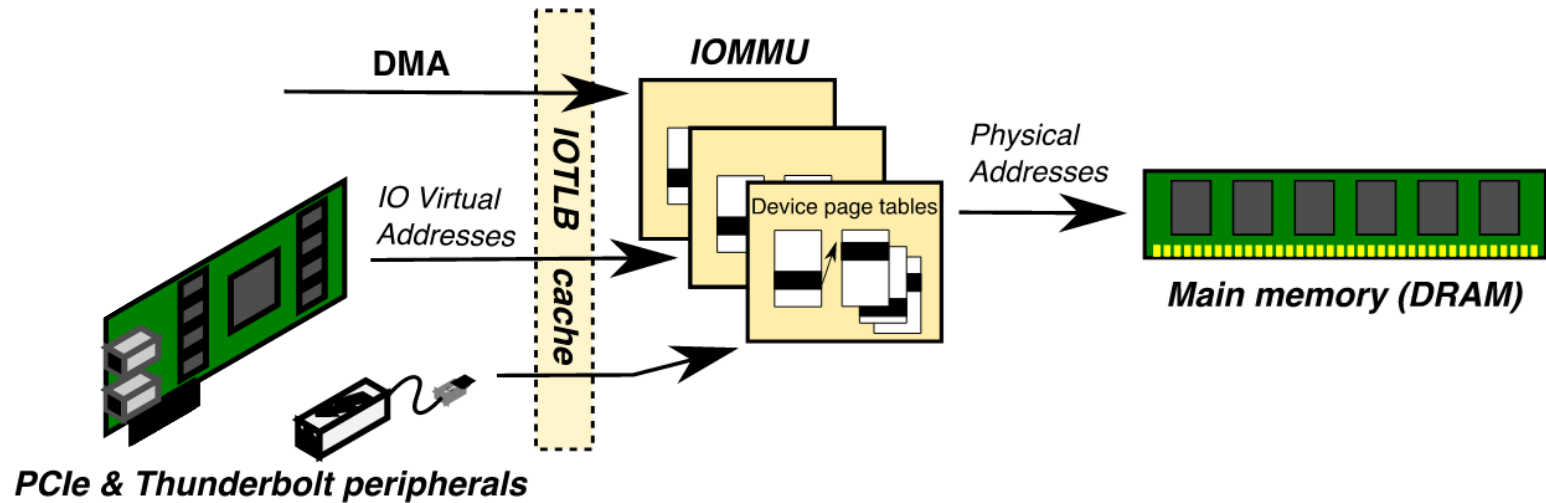 DMA
IOMMU
IOTLB cache
IO Virtual
Addresses
Device page tables
Physical
Addresses
Main memory (DRAM)
PCIe & Thunderbolt peripherals